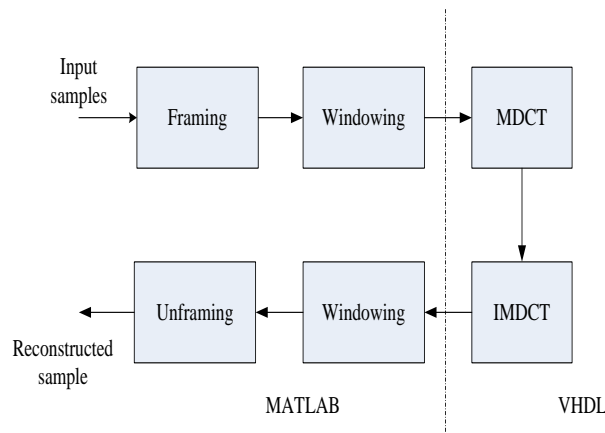 Input
samples
Framing
Windowing
MDCT
Unframing
Windowing
IMDCT
Reconstructed
sample
MATLAB
VHDL